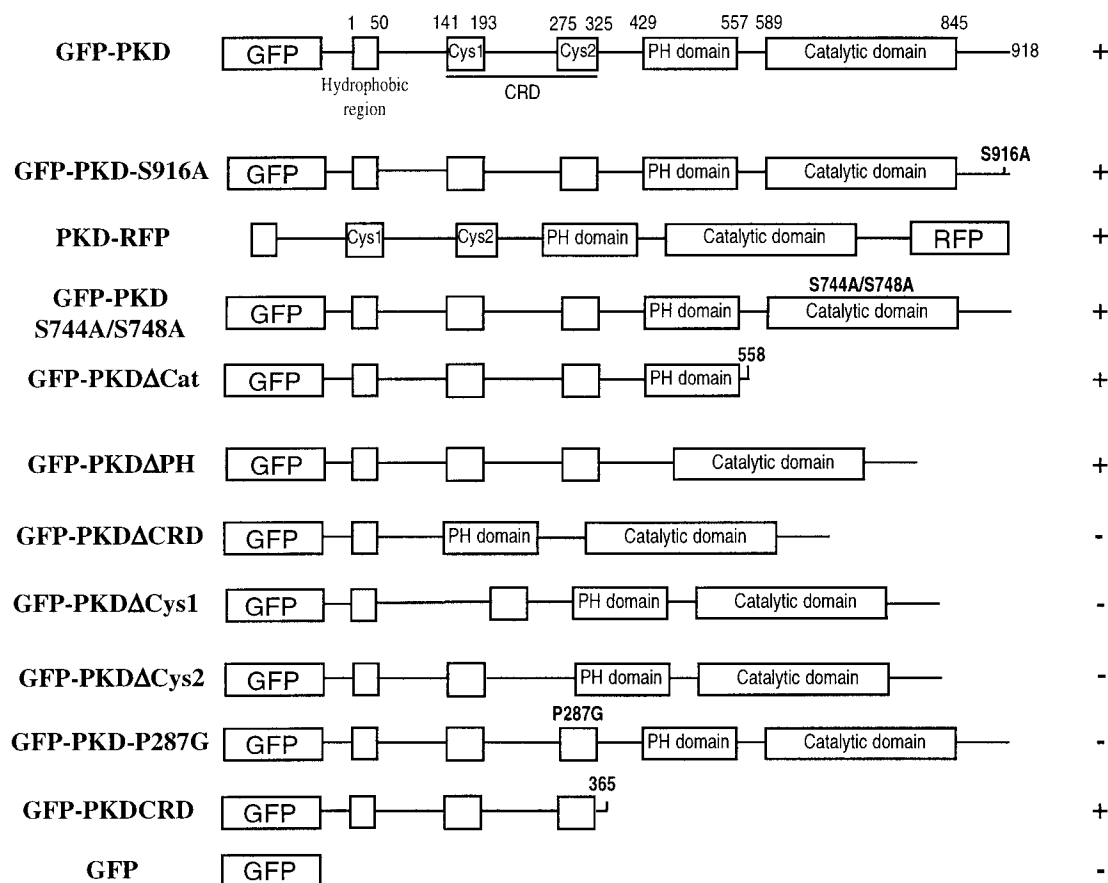 1 50 141 193 275 325 429 557 589 845
GFP-PKD GFP Cys1 Cys2 PH domain Catalytic domain 918 +
Hydrophobic
region
CRD
S916A
GFP-PKD-S916A GFP PH domain Catalytic domain +
PKD-RFP Cys1 Cys2 PH domain Catalytic domain RFP +
GFP-PKD
S744A/S748A
S744A/S748A
GFP PH domain Catalytic domain +
558
GFP-PKDΔCat GFP PH domain +
GFP-PKDΔPH GFP Catalytic domain +
GFP-PKDΔCRD GFP PH domain Catalytic domain -
GFP-PKDΔCys1 GFP PH domain Catalytic domain -
GFP-PKDΔCys2 GFP PH domain Catalytic domain -
P287G
GFP-PKD-P287G GFP PH domain Catalytic domain -
365
GFP-PKDCRD GFP +
GFP GFP -